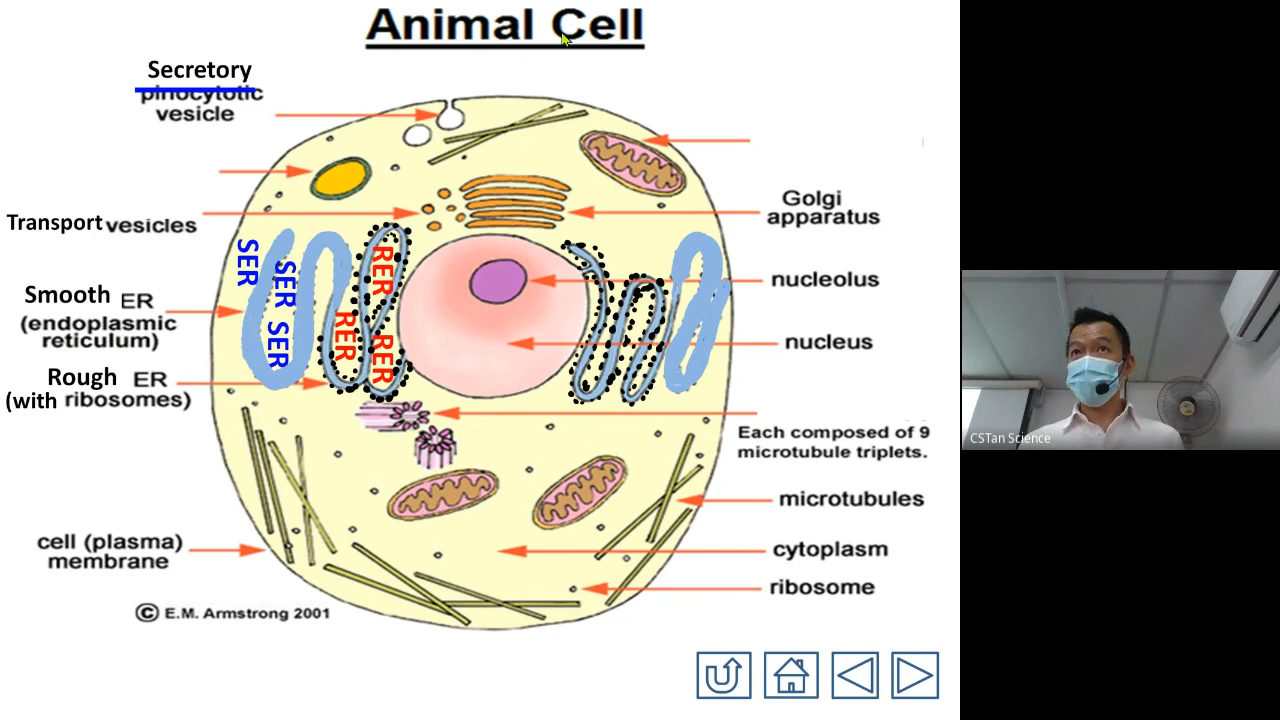 Animal Cell
Secretory
pinocytotic
vesicle
Transport vesicles
Golgi
apparatus
SER
SER
SER
RER
RER
RER
nucleolus
Smooth ER
(endoplasmic
reticulum)
nucleus
Rough ER
(with ribosomes)
Each composed of 9
microtubule triplets.
microtubules
cell (plasma)
membrane
cytoplasm
ribosome
© E.M. Armstrong 2001
CSTan Science